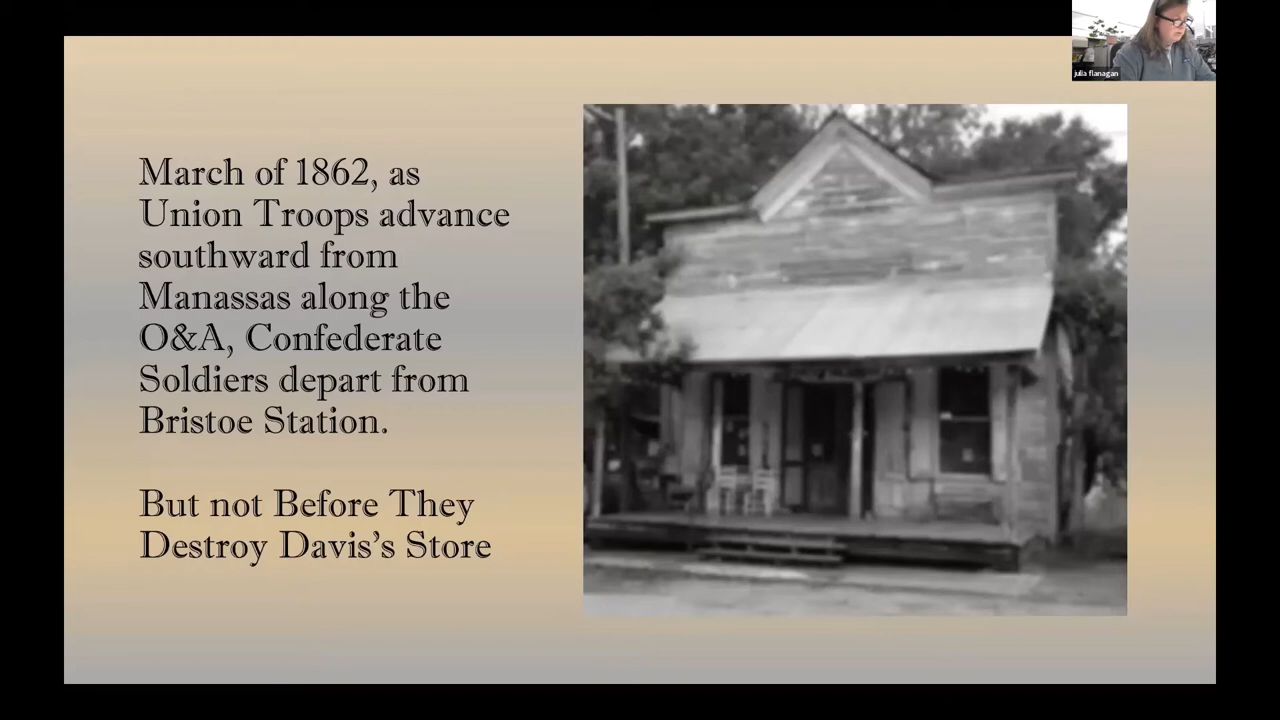 March of 1862, as
Union Troops advance
southward from
Manassas along the
O&A, Confederate
Soldiers depart from
Bristoe Station.
But not Before They
Destroy Davis’s Store
julia flanagan